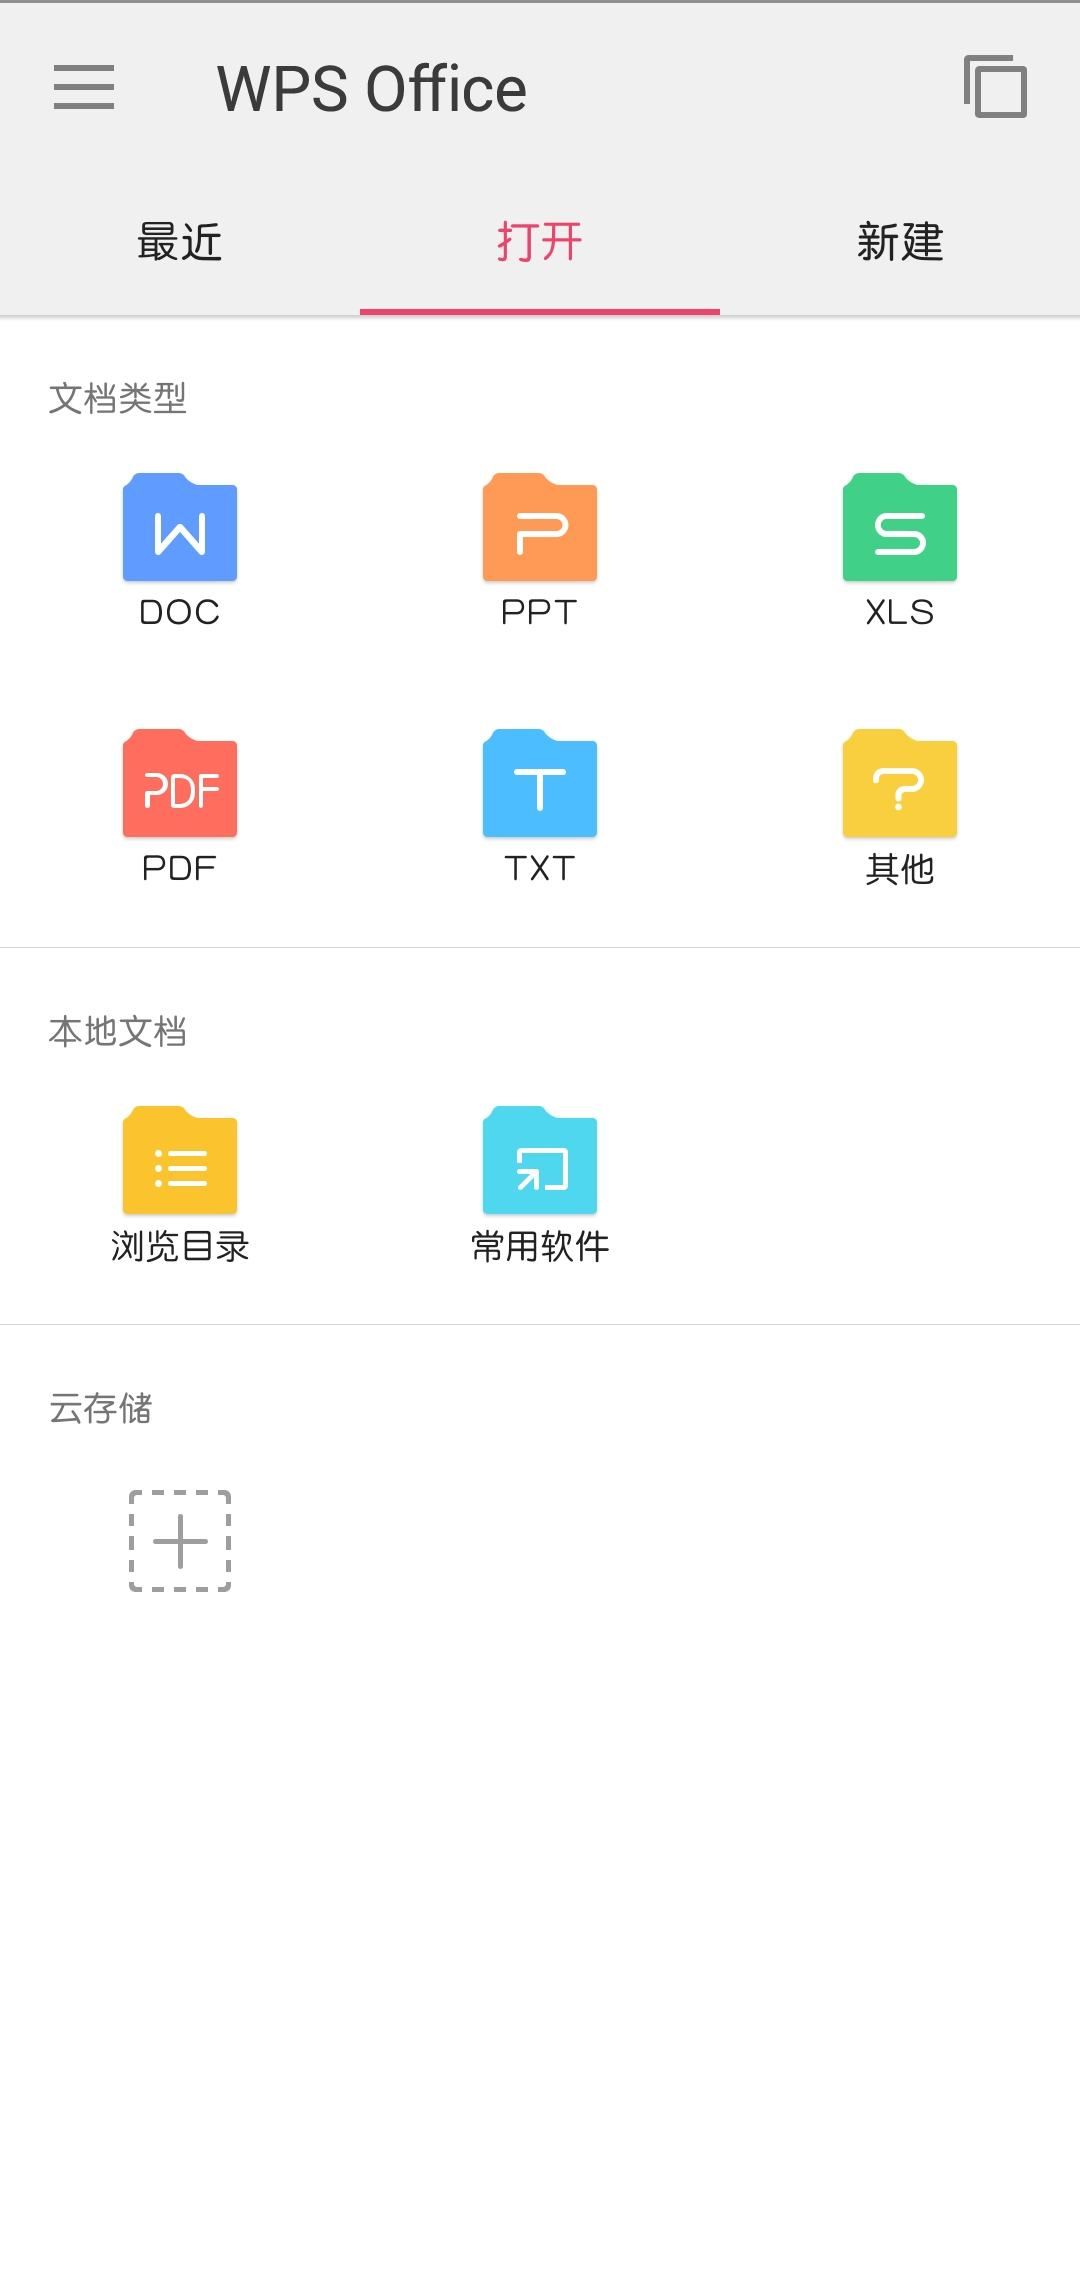 WPS Office
最近 打开 新建
文档类型
W P S
DOC PPT XLS
PDF T ?
PDF TXT 其他
本地文档
浏览目录 常用软件
云存储